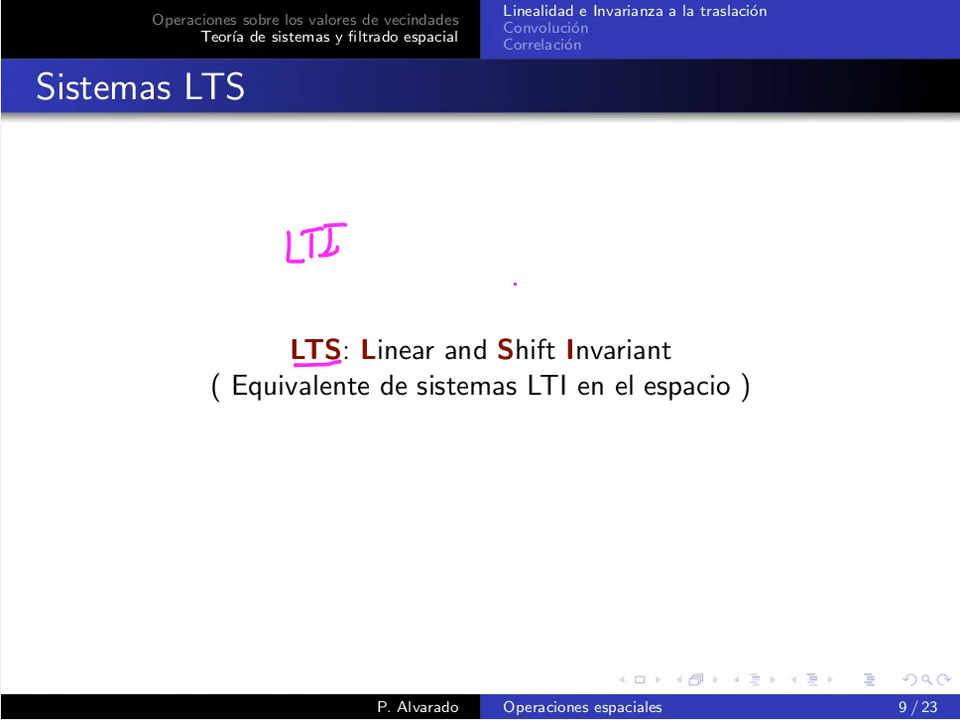 Operaciones sobre los valores de vecindades
Teoría de sistemas y filtrado espacial
Linealidad e Invarianza a la traslación
Convolución
Correlación
Sistemas LTS
LTI
LTS: Linear and Shift Invariant
( Equivalente de sistemas LTI en el espacio )
P. Alvarado
Operaciones espaciales
9 / 23